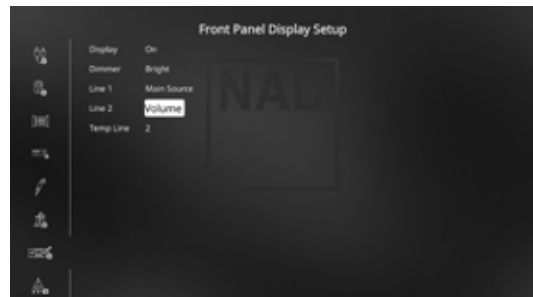 Front Panel Display Setup
Display On
Dimmer Bright
Line 1 Main Source
Line 2 Volume
Temp Line 2
NAD